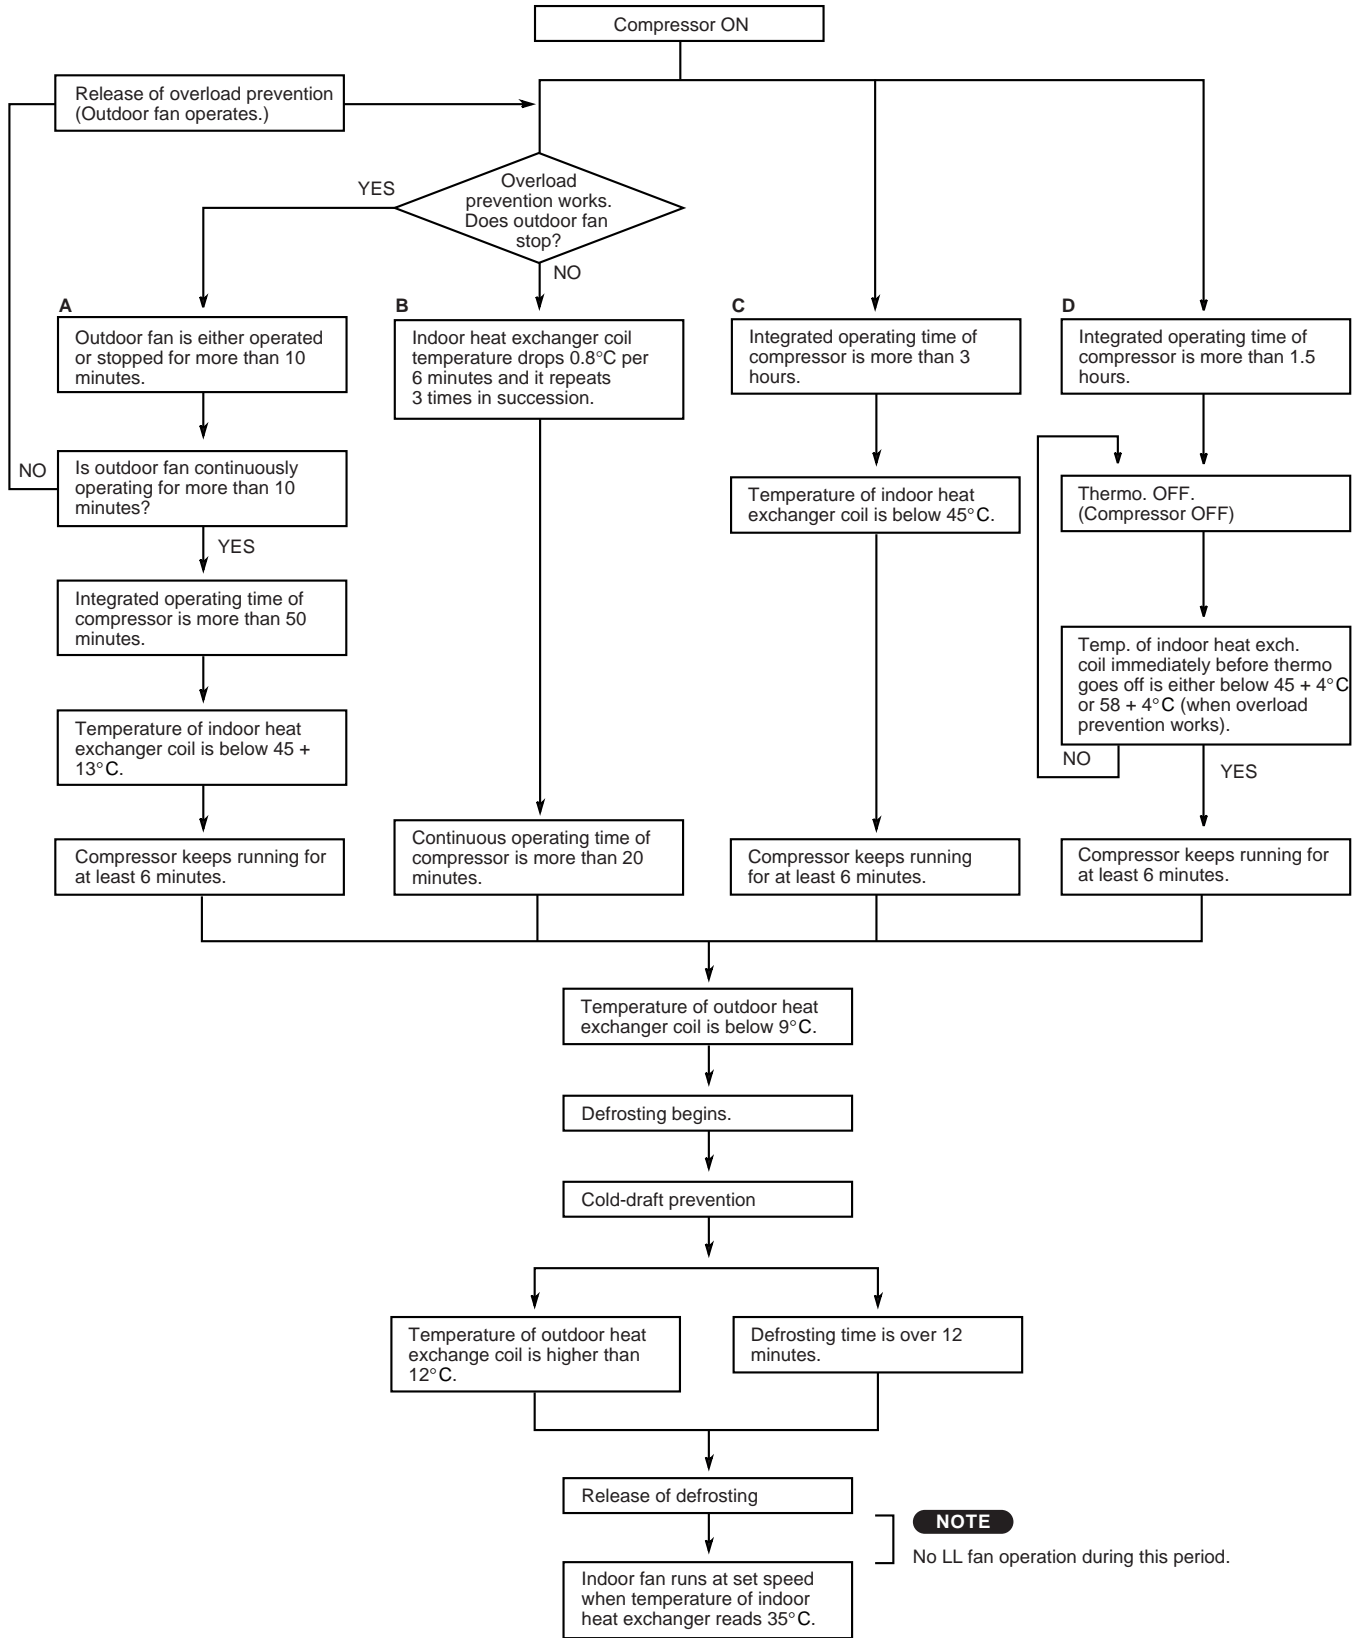 Compressor ON
Release of overload prevention
(Outdoor fan operates.)
YES
Overload
prevention works.
Does outdoor fan
stop?
NO
A
Outdoor fan is either operated
or stopped for more than 10
minutes.
B
Indoor heat exchanger coil
temperature drops 0.8°C per
6 minutes and it repeats
3 times in succession.
C
Integrated operating time of
compressor is more than 3
hours.
D
Integrated operating time of
compressor is more than 1.5
hours.
NO
Is outdoor fan continuously
operating for more than 10
minutes?
YES
Temperature of indoor heat
exchanger coil is below 45°C.
Thermo. OFF.
(Compressor OFF)
Integrated operating time of
compressor is more than 50
minutes.
Temp. of indoor heat exch.
coil immediately before thermo
goes off is either below 45 + 4°C
or 58 + 4°C (when overload
prevention works).
NO
YES
Temperature of indoor heat
exchanger coil is below 45 +
13°C.
Compressor keeps running for
at least 6 minutes.
Continuous operating time of
compressor is more than 20
minutes.
Compressor keeps running
for at least 6 minutes.
Compressor keeps running for
at least 6 minutes.
Temperature of outdoor heat
exchanger coil is below 9°C.
Defrosting begins.
Cold-draft prevention
Temperature of outdoor heat
exchange coil is higher than
12°C.
Defrosting time is over 12
minutes.
Release of defrosting
NOTE
No LL fan operation during this period.
Indoor fan runs at set speed
when temperature of indoor
heat exchanger reads 35°C.